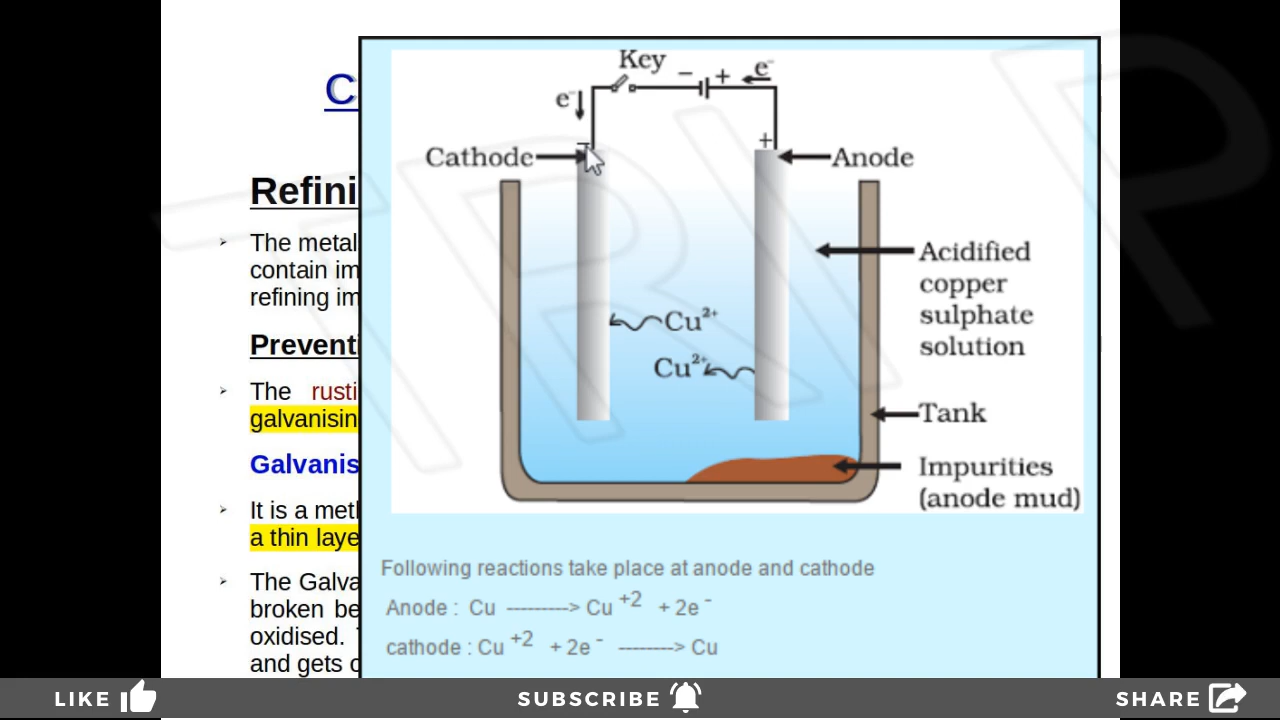 C
Refini
The metal
contain im
refining im
Preventi
The rusti
galvanisin
Galvanis
It is a meth
a thin laye
The Galva
broken be
oxidised.
and gets o
Key
− + e⁻
e⁻
− +
Cathode Anode
Acidified
copper
sulphate
solution
Cu²⁺
Cu²⁺
Tank
Impurities
(anode mud)
Following reactions take place at anode and cathode
Anode : Cu ---------> Cu +2 + 2e -
cathode : Cu +2 + 2e - --------> Cu
LIKE SUBSCRIBE SHARE